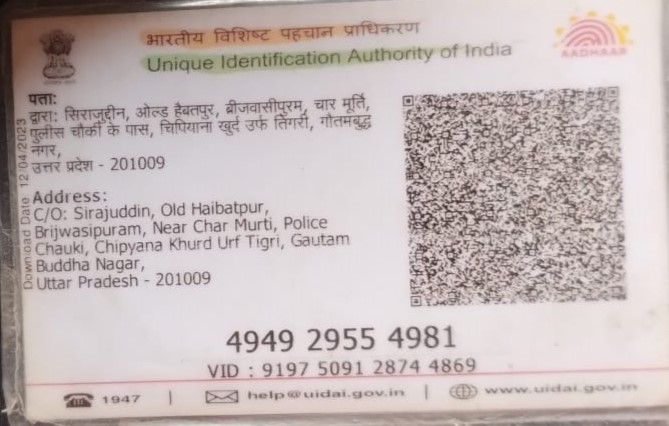 भारतीय विशिष्ट पहचान प्राधिकरण
Unique Identification Authority of India
AADHAAR
Download Date 12/04/2023
पता:
द्वारा: सिराजुद्दीन, ओल्ड हैबतपुर, ब्रीजवासीपुरम, चार मूर्ति,
पुलीस चौकी के पास, चिपियाना खुर्द उर्फ तिगरी, गौतमबुद्ध
नगर,
उत्तर प्रदेश - 201009
Address:
C/O: Sirajuddin, Old Haibatpur,
Brijwasipuram, Near Char Murti, Police
Chauki, Chipyana Khurd Urf Tigri, Gautam
Buddha Nagar,
Uttar Pradesh - 201009
4949 2955 4981
VID : 9197 5091 2874 4869
1947 | help@uidai.gov.in | www.uidai.gov.in